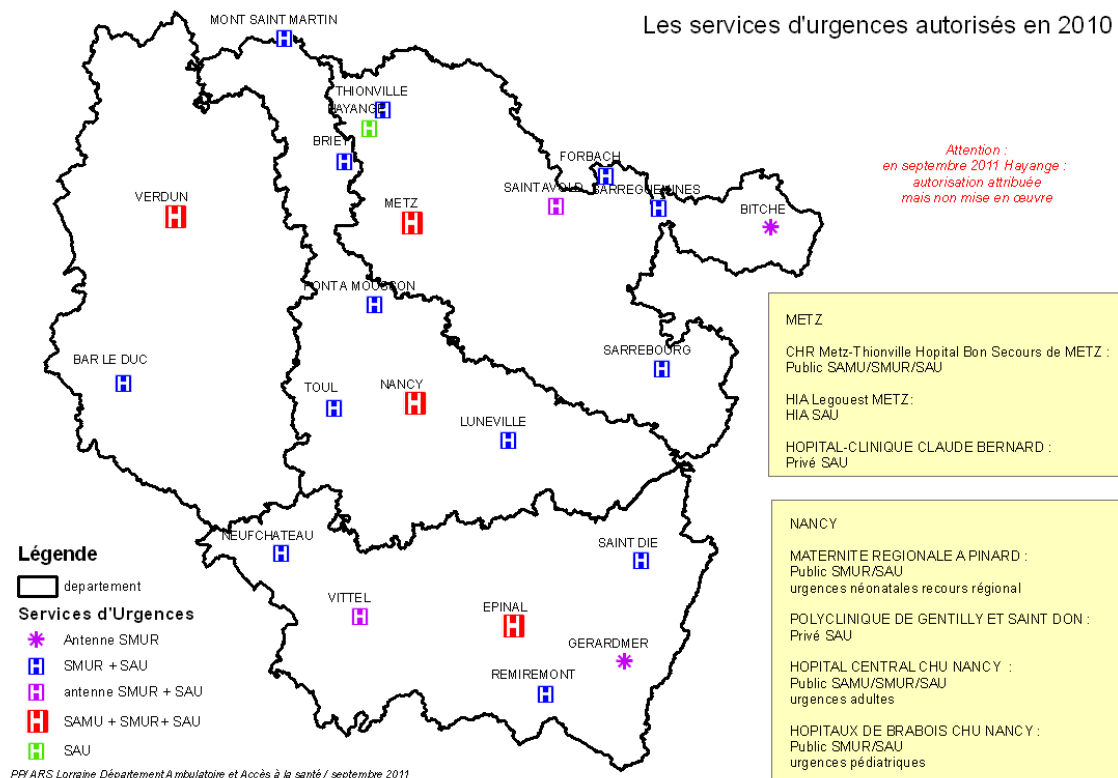 Les services d'urgences autorisés en 2010
MONT SAINT MARTIN
THIONVILLE
HAYANGE
BRIEY
FORBACH
SAINT AVOLD
SARREGUEMINES
BITCHE
VERDUN
METZ
PONT A MOUSSON
BAR LE DUC
TOUL
NANCY
LUNEVILLE
SARREBOURG
NEUFCHATEAU
SAINT DIE
VITTEL
EPINAL
GERARDMER
REMIREMONT
Attention :
en septembre 2011 Hayange :
autorisation attribuée
mais non mise en œuvre
METZ
CHR Metz-Thionville Hopital Bon Secours de METZ :
Public SAMU/SMUR/SAU
HIA Legouest METZ:
HIA SAU
HOPITAL-CLINIQUE CLAUDE BERNARD :
Privé SAU
NANCY
MATERNITE REGIONALE A PINARD :
Public SMUR/SAU
urgences néonatales recours régional
POLYCLINIQUE DE GENTILLY ET SAINT DON :
Privé SAU
HOPITAL CENTRAL CHU NANCY :
Public SAMU/SMUR/SAU
urgences adultes
HOPITAUX DE BRABOIS CHU NANCY :
Public SMUR/SAU
urgences pédiatriques
Légende
departement
Services d'Urgences
Antenne SMUR
SMUR + SAU
antenne SMUR + SAU
SAMU + SMUR + SAU
SAU
PP/ ARS Lorraine Département Ambulatoire et Accès à la santé / septembre 2011